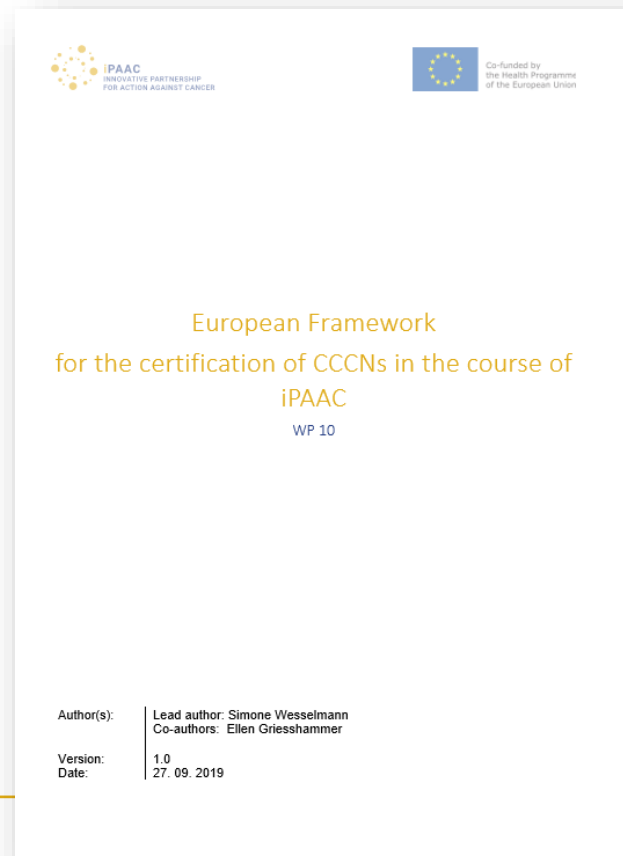 iPAAC
INNOVATIVE PARTNERSHIP
FOR ACTION AGAINST CANCER
Co-funded by
the Health Programme
of the European Union
European Framework
for the certification of CCCNs in the course of
iPAAC
WP 10
Author(s): Lead author: Simone Wesselmann
Co-authors: Ellen Griesshammer
Version: 1.0
Date: 27. 09. 2019